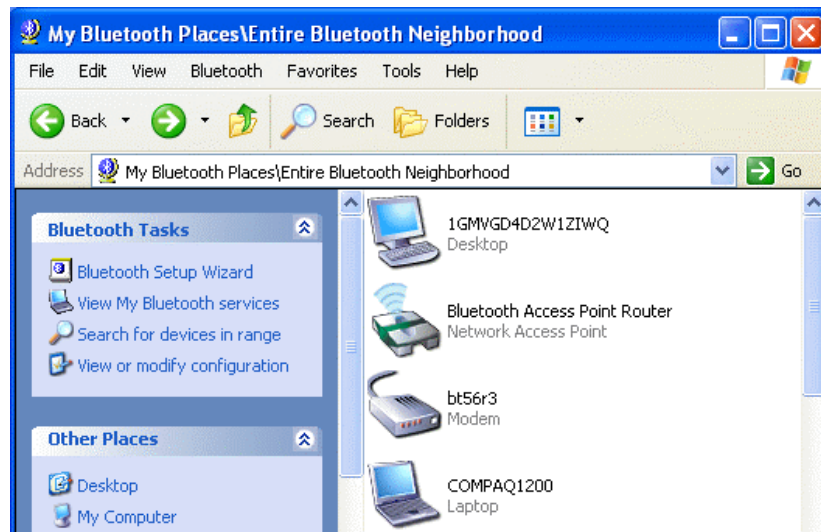 My Bluetooth Places\Entire Bluetooth Neighborhood
File Edit View Bluetooth Favorites Tools Help
Back Search Folders
Address My Bluetooth Places\Entire Bluetooth Neighborhood Go
Bluetooth Tasks
Bluetooth Setup Wizard
View My Bluetooth services
Search for devices in range
View or modify configuration
Other Places
Desktop
My Computer
1GMVGD4D2W1ZIWQ
Desktop
Bluetooth Access Point Router
Network Access Point
bt56r3
Modem
COMPAQ1200
Laptop